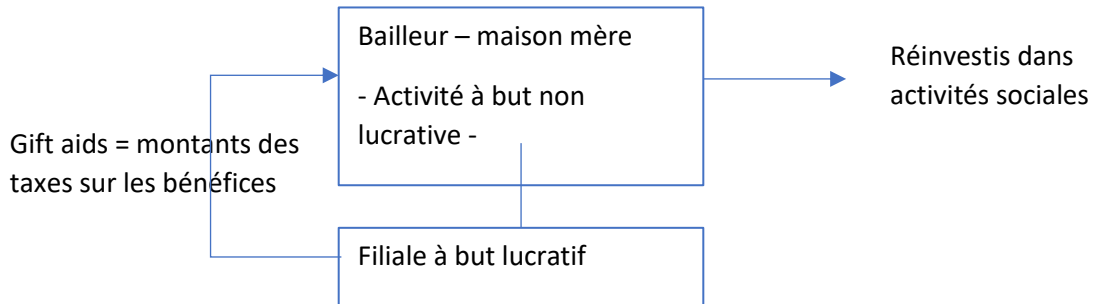 Bailleur – maison mère
- Activité à but non
lucrative -
Réinvestis dans
activités sociales
Gift aids = montants des
taxes sur les bénéfices
Filiale à but lucratif